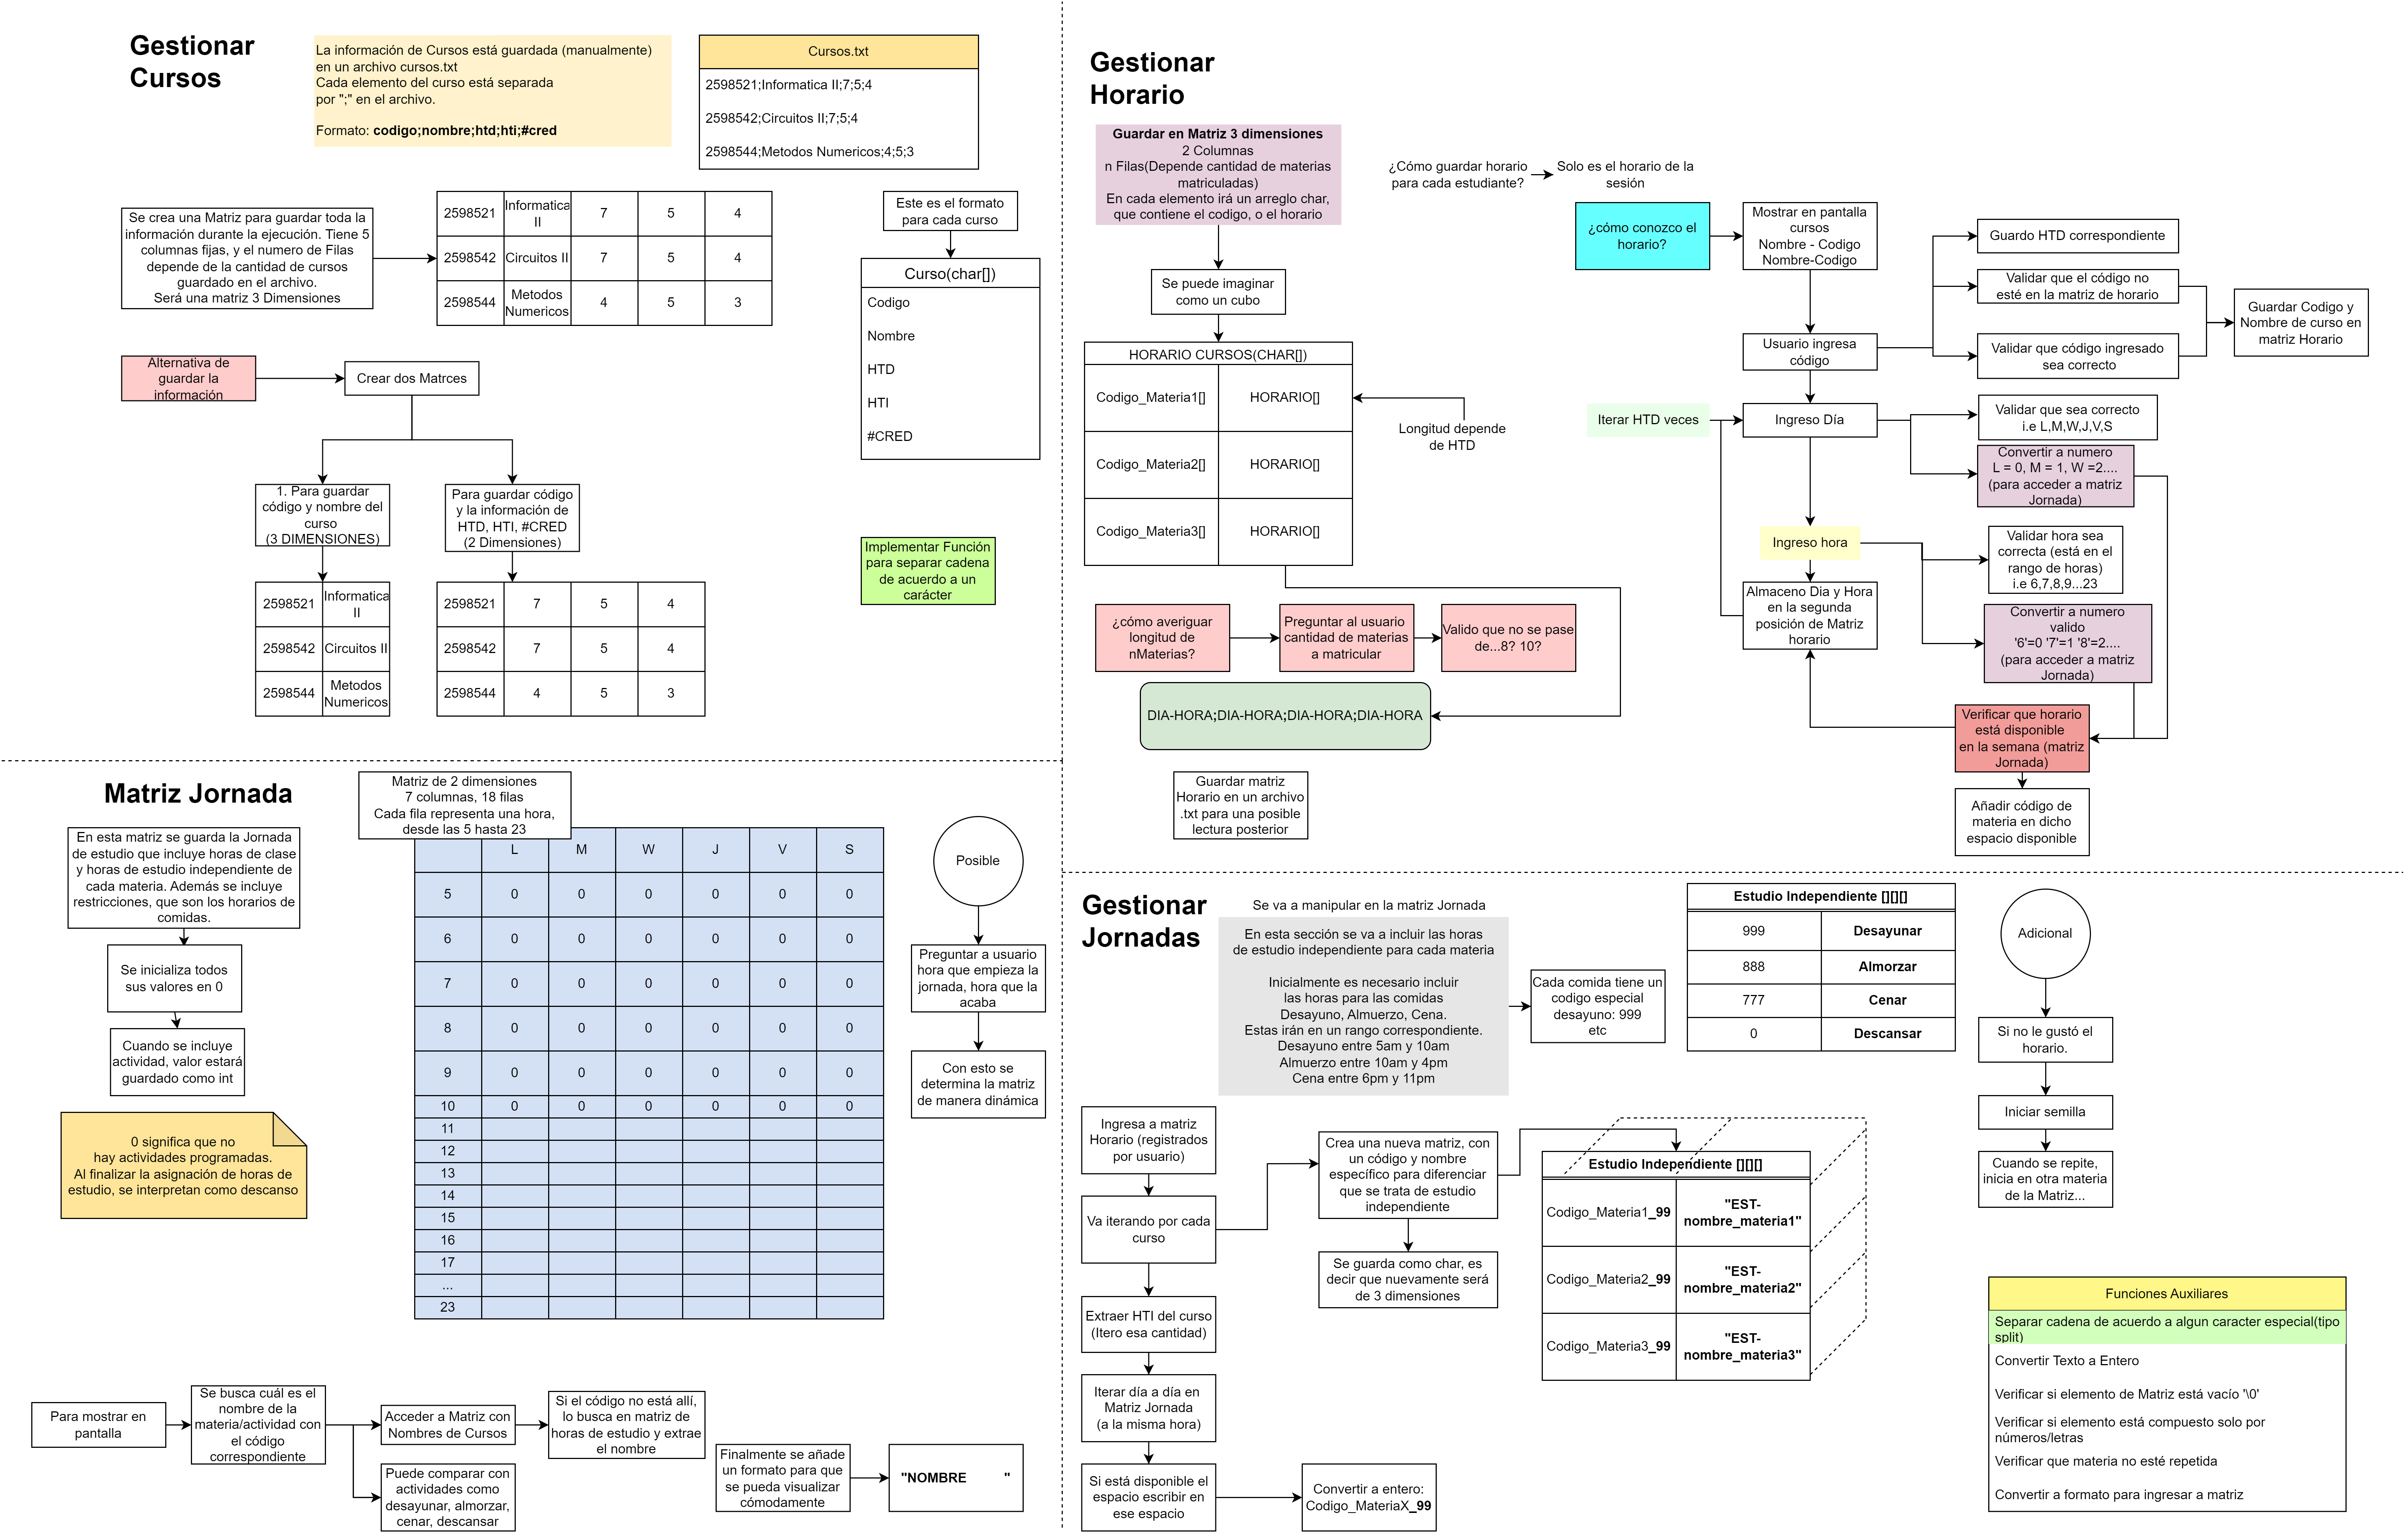 Gestionar
Cursos
La información de Cursos está guardada (manualmente)
en un archivo cursos.txt
Cada elemento del curso está separada
por ";" en el archivo.
Formato: codigo;nombre;htd;hti;#cred
Cursos.txt
2598521;Informatica II;7;5;4
2598542;Circuitos II;7;5;4
2598544;Metodos Numericos;4;5;3
Se crea una Matriz para guardar toda la
información durante la ejecución. Tiene 5
columnas fijas, y el numero de Filas
depende de la cantidad de cursos
guardado en el archivo.
Será una matriz 3 Dimensiones
2598521 Informatica II 7 5 4
2598542 Circuitos II 7 5 4
2598544 Metodos Numericos 4 5 3
Este es el formato
para cada curso
Curso(char[])
Codigo
Nombre
HTD
HTI
#CRED
Alternativa de
guardar la
información
Crear dos Matrces
1. Para guardar
código y nombre del
curso
(3 DIMENSIONES)
Para guardar código
y la información de
HTD, HTI, #CRED
(2 Dimensiones)
2598521 Informatica II
2598542 Circuitos II
2598544 Metodos Numericos
2598521 7 5 4
2598542 7 5 4
2598544 4 5 3
Implementar Función
para separar cadena
de acuerdo a un
carácter
Gestionar
Horario
Guardar en Matriz 3 dimensiones
2 Columnas
n Filas(Depende cantidad de materias
matriculadas)
En cada elemento irá un arreglo char,
que contiene el codigo, o el horario
Se puede imaginar
como un cubo
HORARIO CURSOS(CHAR[])
Codigo_Materia1[] HORARIO[]
Codigo_Materia2[] HORARIO[]
Codigo_Materia3[] HORARIO[]
Longitud depende
de HTD
¿Cómo guardar horario
para cada estudiante?
Solo es el horario de la
sesión
¿cómo averiguar
longitud de
nMaterias?
Preguntar al usuario
cantidad de materias
a matricular
Valido que no se pase
de...8? 10?
DIA-HORA;DIA-HORA;DIA-HORA;DIA-HORA
Guardar matriz
Horario en un archivo
.txt para una posible
lectura posterior
¿cómo conozco el
horario?
Mostrar en pantalla
cursos
Nombre - Codigo
Nombre-Codigo
Usuario ingresa
código
Guardo HTD correspondiente
Validar que el código no
esté en la matriz de horario
Validar que código ingresado
sea correcto
Guardar Codigo y
Nombre de curso en
matriz Horario
Iterar HTD veces
Ingreso Día
Validar que sea correcto
i.e L,M,W,J,V,S
Convertir a numero
L = 0, M = 1, W =2....
(para acceder a matriz
Jornada)
Ingreso hora
Validar hora sea
correcta (está en el
rango de horas)
i.e 6,7,8,9...23
Convertir a numero
valido
'6'=0 '7'=1 '8'=2....
(para acceder a matriz
Jornada)
Almaceno Dia y Hora
en la segunda
posición de Matriz
horario
Verificar que horario
está disponible
en la semana (matriz
Jornada)
Añadir código de
materia en dicho
espacio disponible
Matriz Jornada
En esta matriz se guarda la Jornada
de estudio que incluye horas de clase
y horas de estudio independiente de
cada materia. Además se incluye
restricciones, que son los horarios de
comidas.
Se inicializa todos
sus valores en 0
Cuando se incluye
actividad, valor estará
guardado como int
0 significa que no
hay actividades programadas.
Al finalizar la asignación de horas de
estudio, se interpretan como descanso
Matriz de 2 dimensiones
7 columnas, 18 filas
Cada fila representa una hora,
desde las 5 hasta 23
L M W J V S
5 0 0 0 0 0 0
6 0 0 0 0 0 0
7 0 0 0 0 0 0
8 0 0 0 0 0 0
9 0 0 0 0 0 0
10 0 0 0 0 0 0
11
12
13
14
15
16
17
...
23
Posible
Preguntar a usuario
hora que empieza la
jornada, hora que la
acaba
Con esto se
determina la matriz
de manera dinámica
Para mostrar en
pantalla
Se busca cuál es el
nombre de la
materia/actividad con
el código
correspondiente
Acceder a Matriz con
Nombres de Cursos
Si el código no está allí,
lo busca en matriz de
horas de estudio y extrae
el nombre
Puede comparar con
actividades como
desayunar, almorzar,
cenar, descansar
Finalmente se añade
un formato para que
se pueda visualizar
cómodamente
"NOMBRE "
Gestionar
Jornadas
Se va a manipular en la matriz Jornada
En esta sección se va a incluir las horas
de estudio independiente para cada materia
Inicialmente es necesario incluir
las horas para las comidas
Desayuno, Almuerzo, Cena.
Estas irán en un rango correspondiente.
Desayuno entre 5am y 10am
Almuerzo entre 10am y 4pm
Cena entre 6pm y 11pm
Cada comida tiene un
codigo especial
desayuno: 999
etc
Estudio Independiente [][][]
999 Desayunar
888 Almorzar
777 Cenar
0 Descansar
Adicional
Si no le gustó el
horario.
Iniciar semilla
Cuando se repite,
inicia en otra materia
de la Matriz...
Ingresa a matriz
Horario (registrados
por usuario)
Va iterando por cada
curso
Extraer HTI del curso
(Itero esa cantidad)
Iterar día a día en
Matriz Jornada
(a la misma hora)
Si está disponible el
espacio escribir en
ese espacio
Convertir a entero:
Codigo_MateriaX_99
Crea una nueva matriz, con
un código y nombre
específico para diferenciar
que se trata de estudio
independiente
Se guarda como char, es
decir que nuevamente será
de 3 dimensiones
Estudio Independiente [][][]
Codigo_Materia1_99 "EST-nombre_materia1"
Codigo_Materia2_99 "EST-nombre_materia2"
Codigo_Materia3_99 "EST-nombre_materia3"
Funciones Auxiliares
Separar cadena de acuerdo a algun caracter especial(tipo
split)
Convertir Texto a Entero
Verificar si elemento de Matriz está vacío '\0'
Verificar si elemento está compuesto solo por
números/letras
Verificar que materia no esté repetida
Convertir a formato para ingresar a matriz